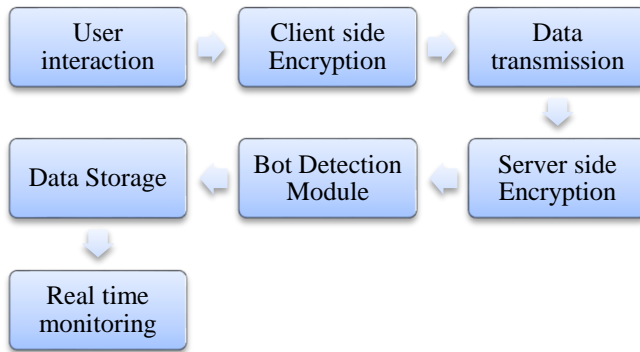 User
interaction
Client side
Encryption
Data
transmission
Server side
Encryption
Bot Detection
Module
Data Storage
Real time
monitoring